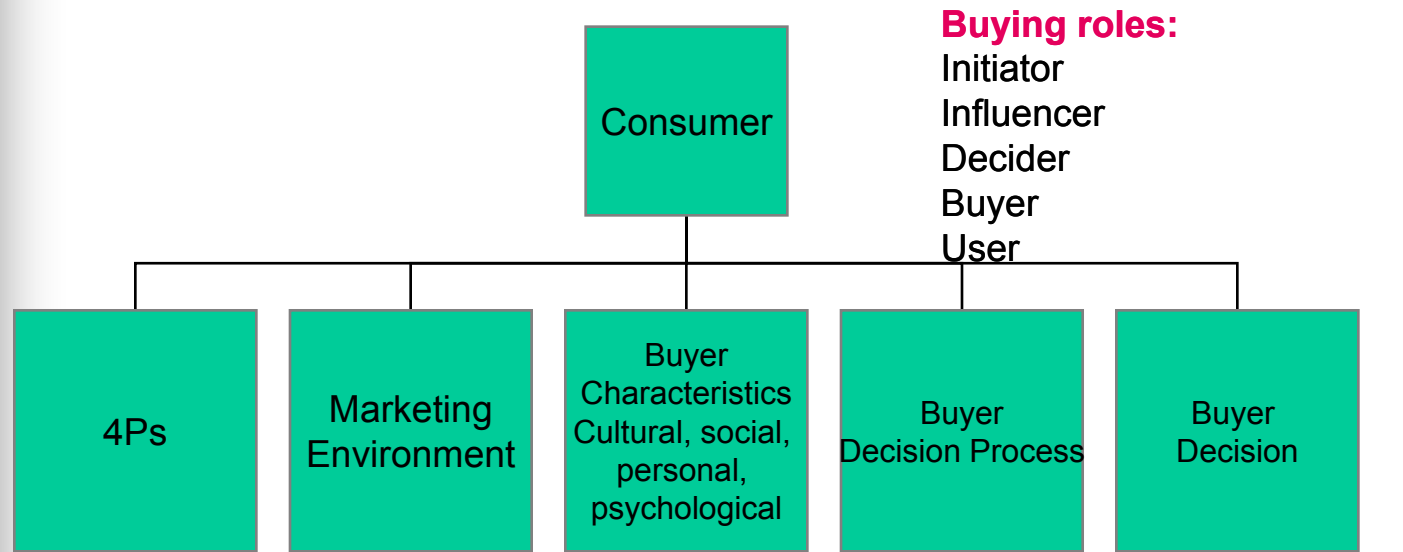 Buying roles:
Initiator
Influencer
Decider
Buyer
User
Consumer
4Ps
Marketing
Environment
Buyer
Characteristics
Cultural, social,
personal,
psychological
Buyer
Decision Process
Buyer
Decision